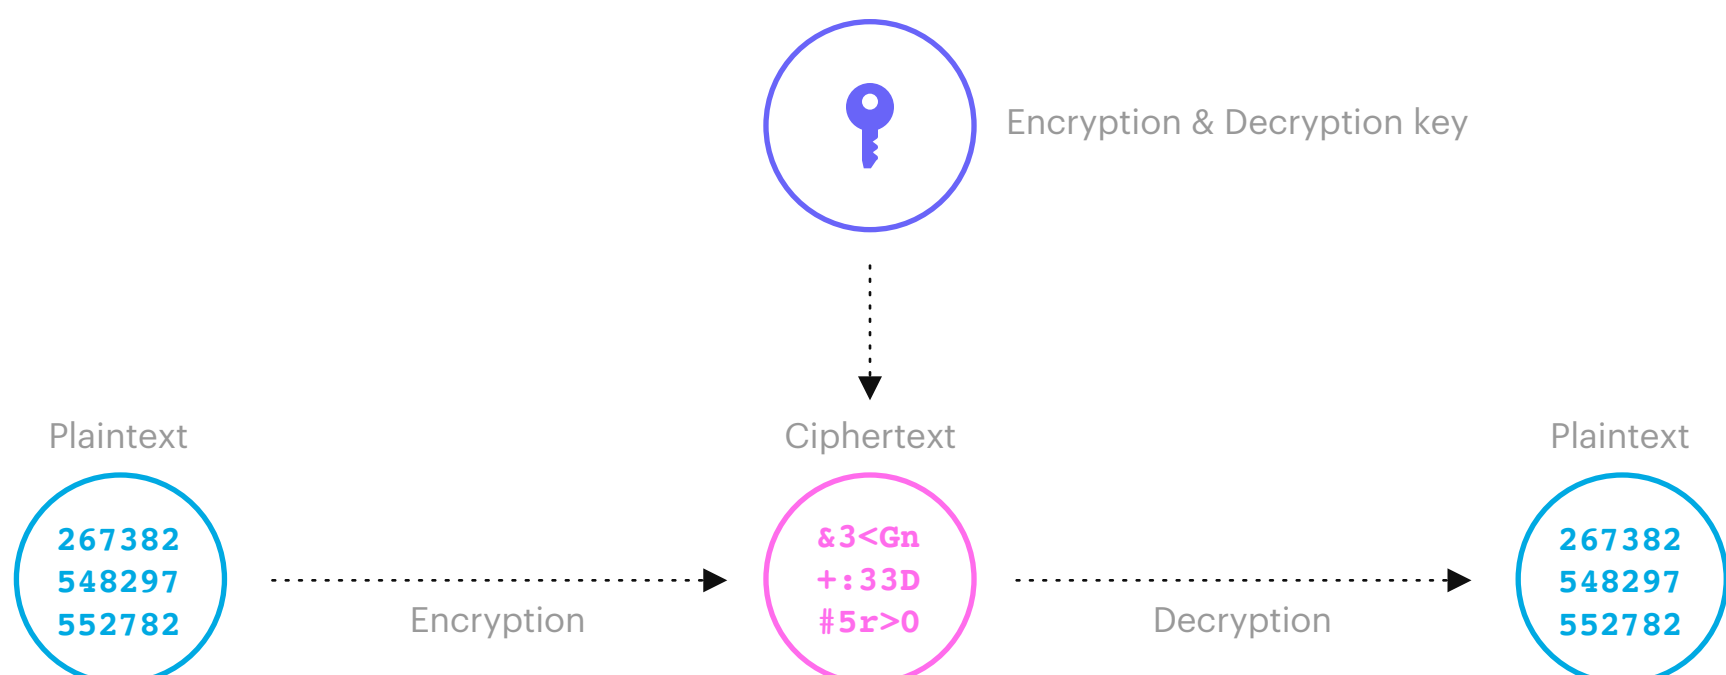 Encryption & Decryption key
Plaintext
Ciphertext
Plaintext
267382
548297
552782
Encryption
&3<Gn
+:33D
#5r>0
Decryption
267382
548297
552782